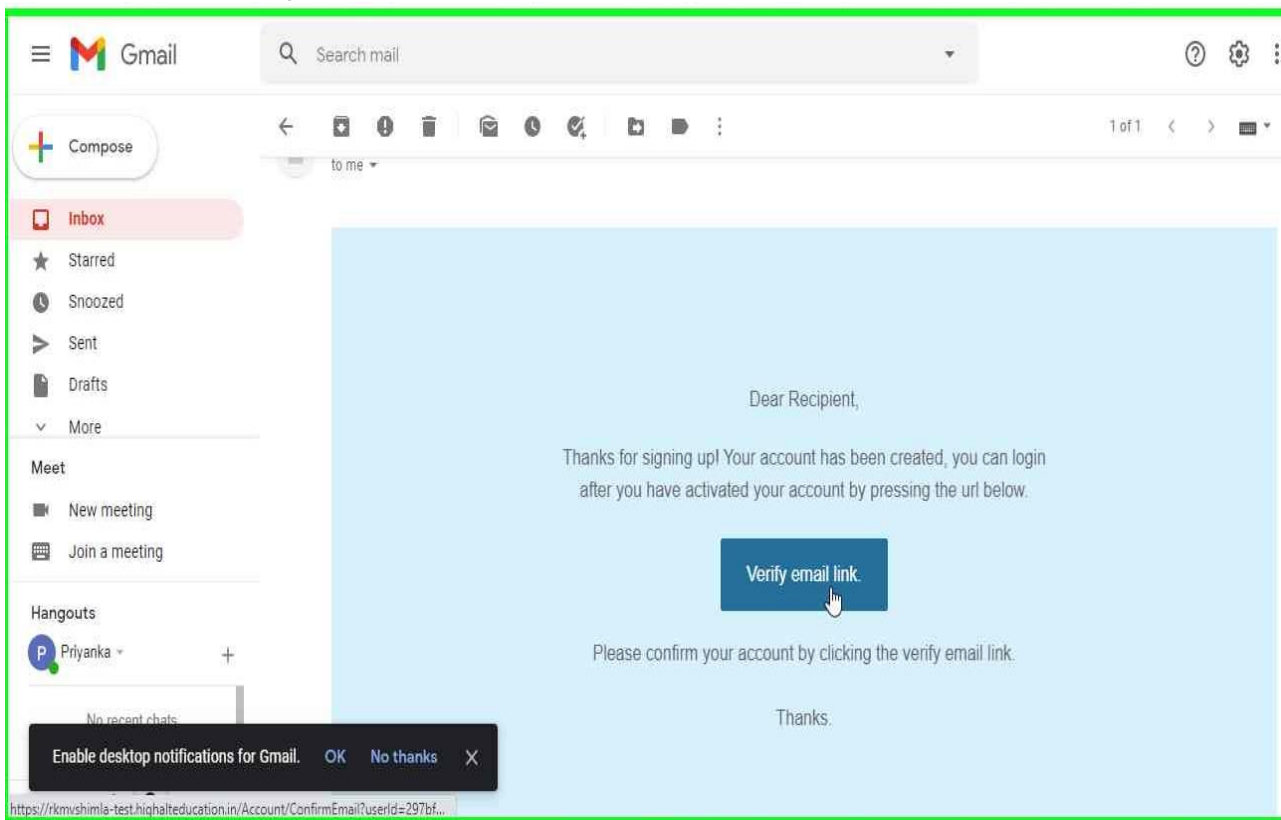 Gmail
Search mail
Compose
1 of 1
to me
Inbox
Starred
Snoozed
Sent
Drafts
More
Meet
New meeting
Join a meeting
Hangouts
P Priyanka
No recent chats
Dear Recipient,
Thanks for signing up! Your account has been created, you can login
after you have activated your account by pressing the url below.
Verify email link.
Please confirm your account by clicking the verify email link.
Thanks.
Enable desktop notifications for Gmail. OK No thanks X
https://rkmvshimla-test.highalteducation.in/Account/ConfirmEmail?userId=297bf...